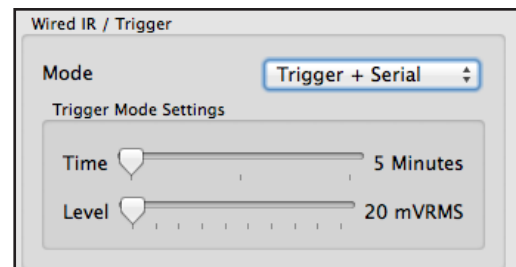 Wired IR / Trigger
Mode Trigger + Serial
Trigger Mode Settings
Time 5 Minutes
Level 20 mVRMS